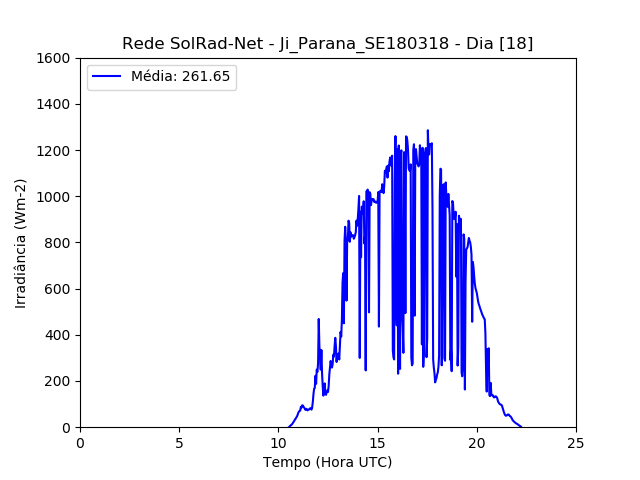 Rede SolRad-Net - Ji_Parana_SE180318 - Dia [18]
Média: 261.65
Irradiância (Wm-2)
1600
1400
1200
1000
800
600
400
200
0
0 5 10 15 20 25
Tempo (Hora UTC)